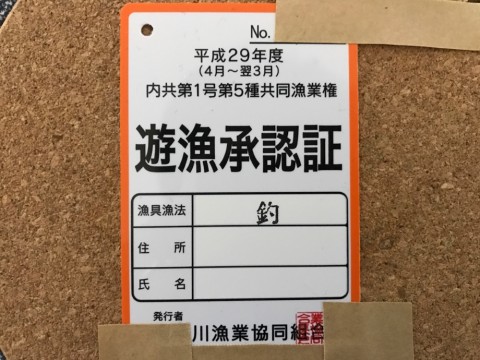 No.
平成29年度
(4月〜翌3月)
内共第1号第5種共同漁業権
遊漁承認証
漁具漁法 釣
住所
氏名
発行者 川漁業協同組合